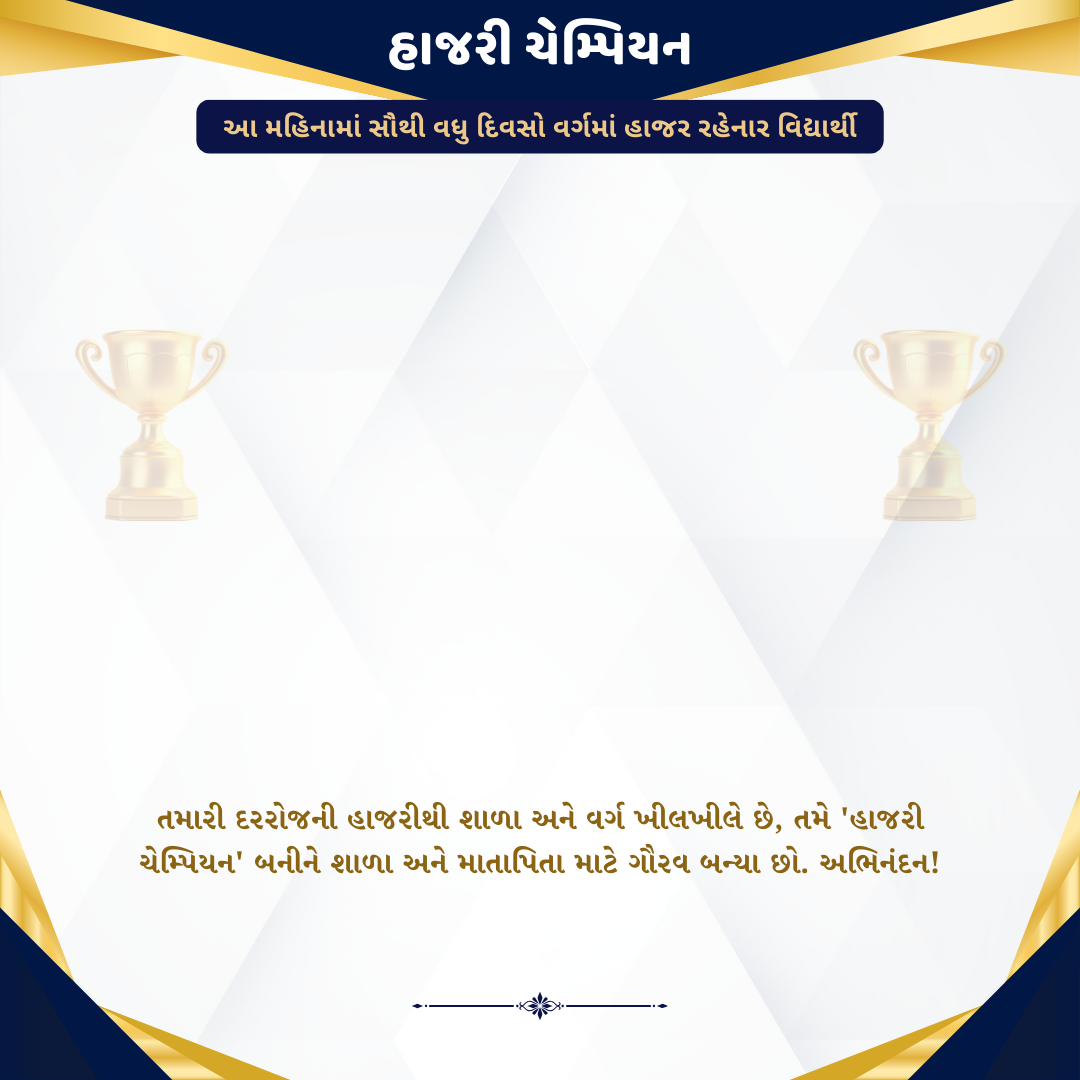 હાજરી ચેમ્પિયન
આ મહિનામાં સૌથી વધુ દિવસો વર્ગમાં હાજર રહેનાર વિદ્યાર્થી
તમારી દરરોજની હાજરીથી શાળા અને વર્ગ ખીલખીલે છે, તમે 'હાજરી
ચેમ્પિયન' બનીને શાળા અને માતાપિતા માટે ગૌરવ બન્યા છો. અભિનંદન!